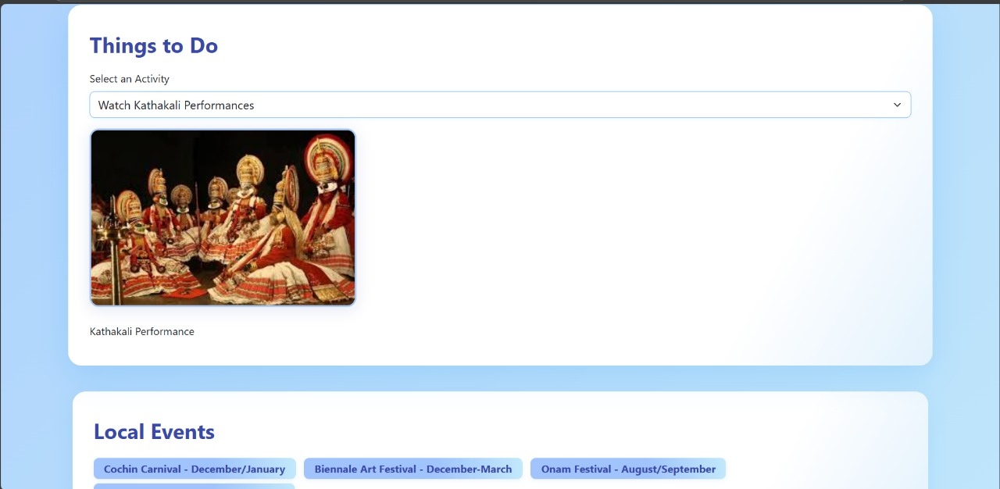 Things to Do
Select an Activity
Watch Kathakali Performances
Kathakali Performance
Local Events
Cochin Carnival - December/January
Biennale Art Festival - December-March
Onam Festival - August/September